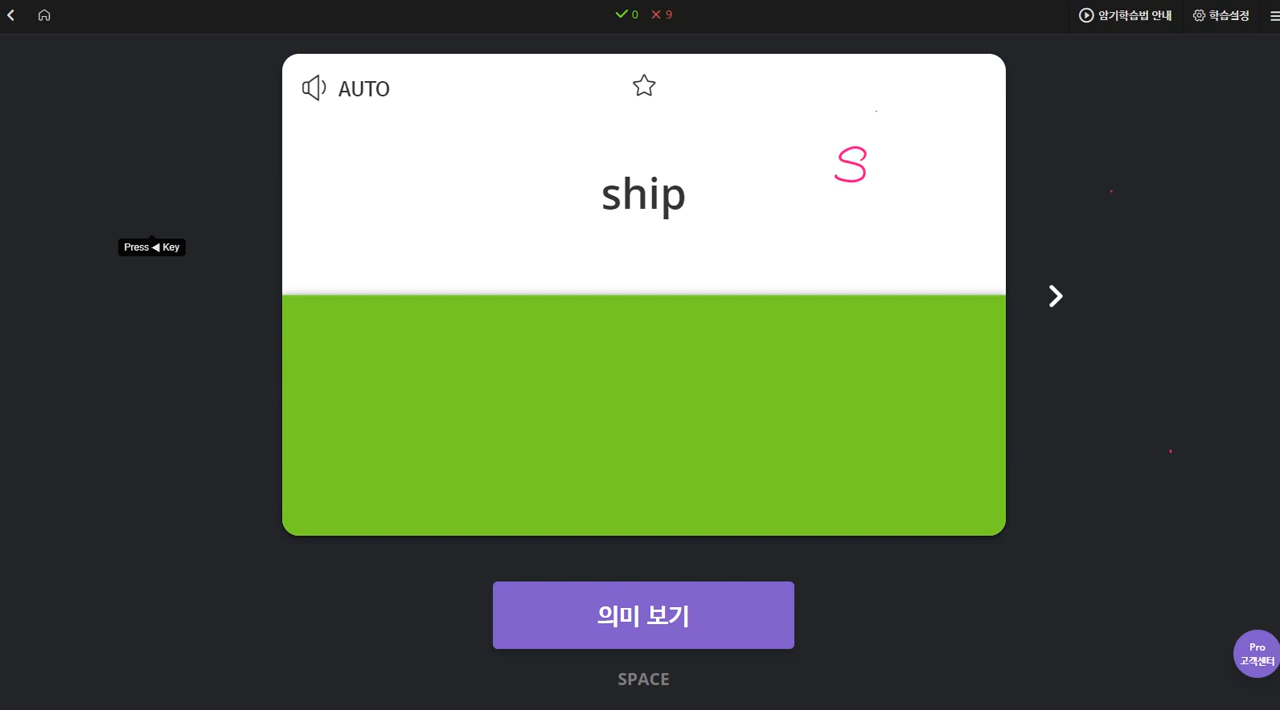 0 9 암기학습법 안내 학습설정
AUTO
S
ship
Press ◀ Key
의미 보기
SPACE
Pro
고객센터